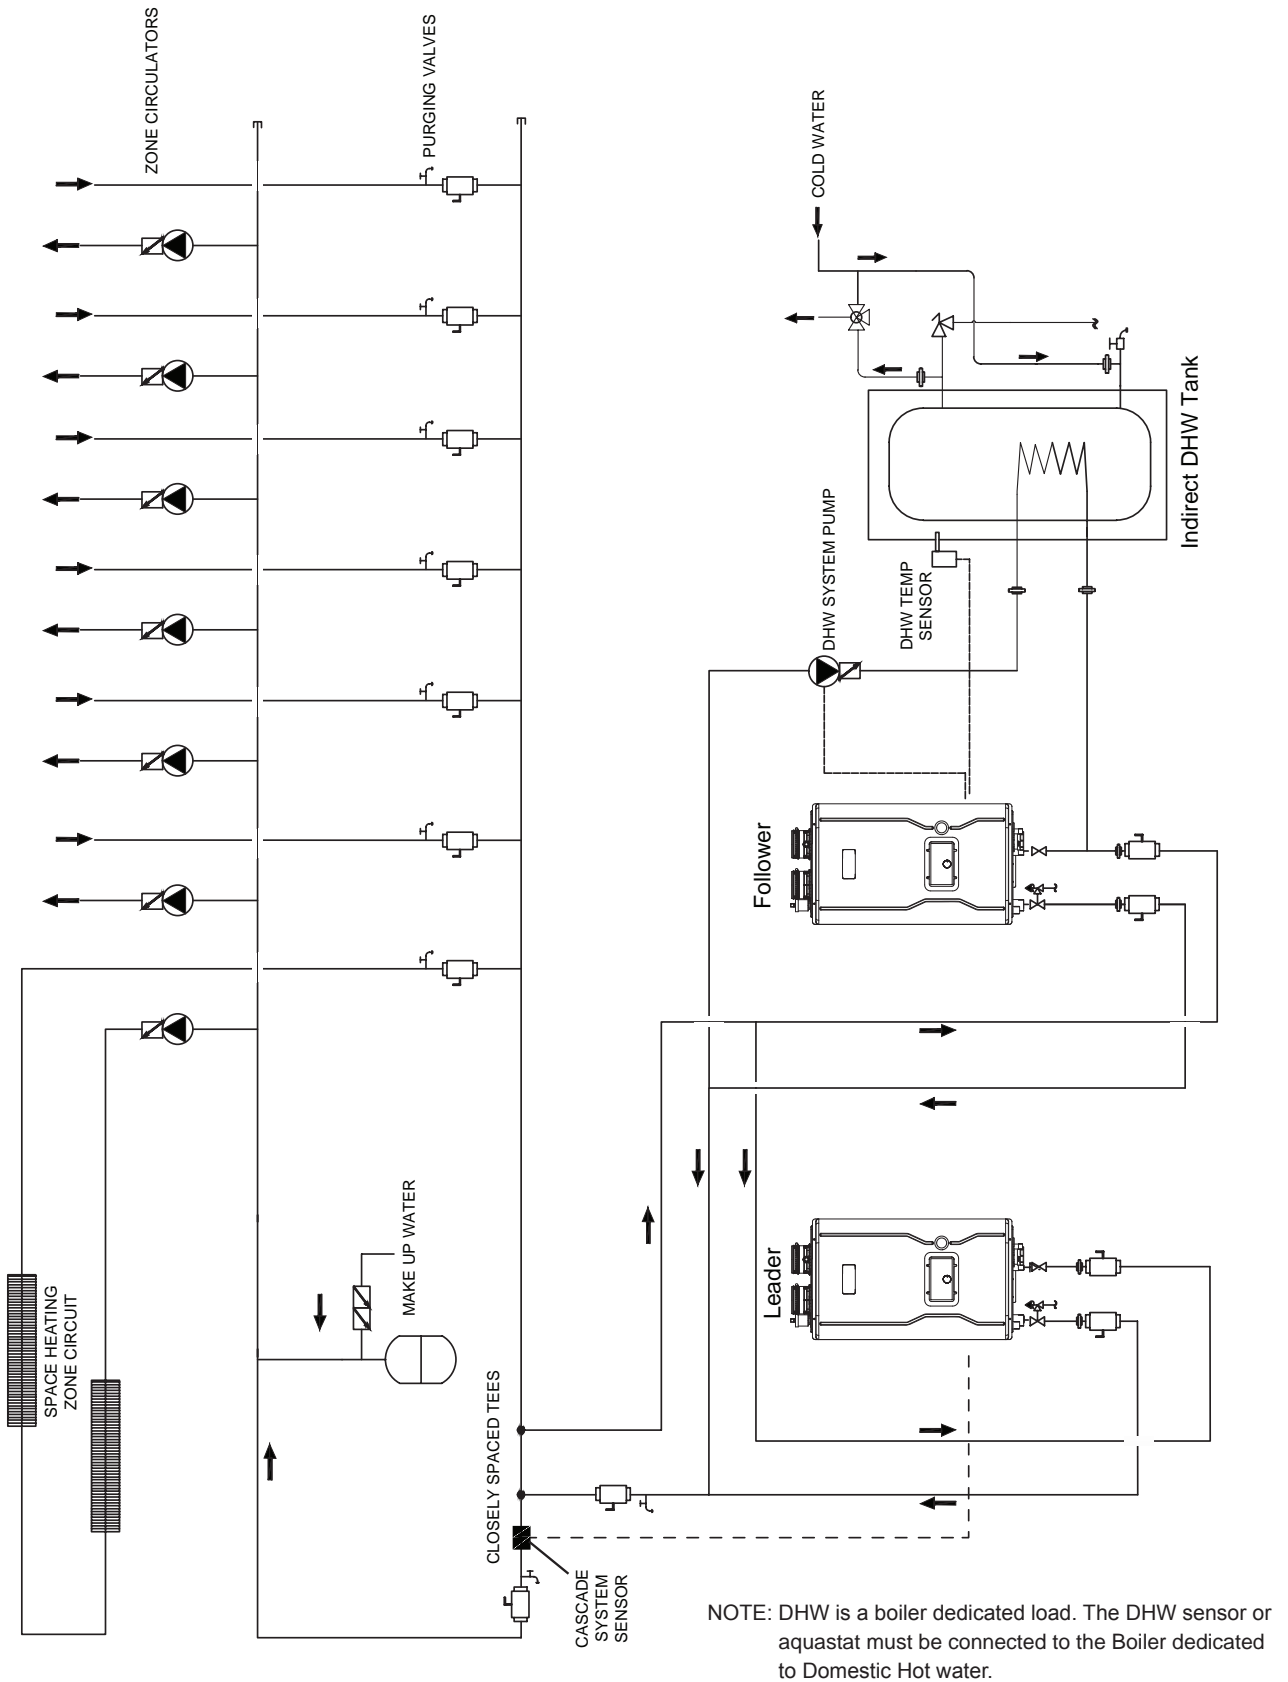 ZONE CIRCULATORS
PURGING VALVES
COLD WATER
Indirect DHW Tank
DHW SYSTEM PUMP
DHW TEMP
SENSOR
Follower
MAKE UP WATER
Leader
SPACE HEATING
ZONE CIRCUIT
CLOSELY SPACED TEES
CASCADE
SYSTEM
SENSOR
NOTE: DHW is a boiler dedicated load. The DHW sensor or
aquastat must be connected to the Boiler dedicated
to Domestic Hot water.